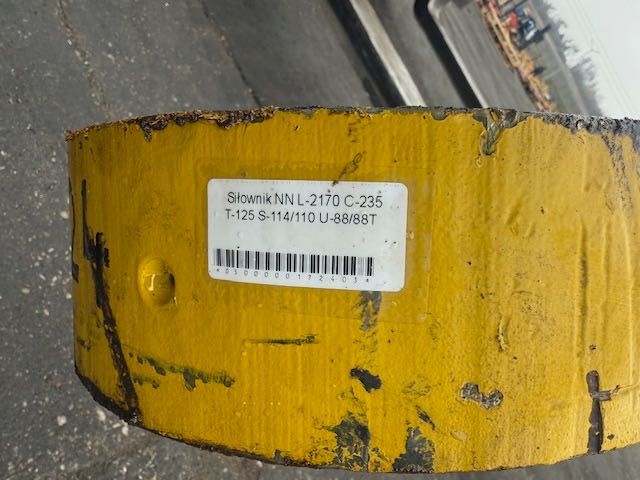 Siłownik NN L-2170 C-235
T-125 S-114/110 U-88/88T
*0300000172403*